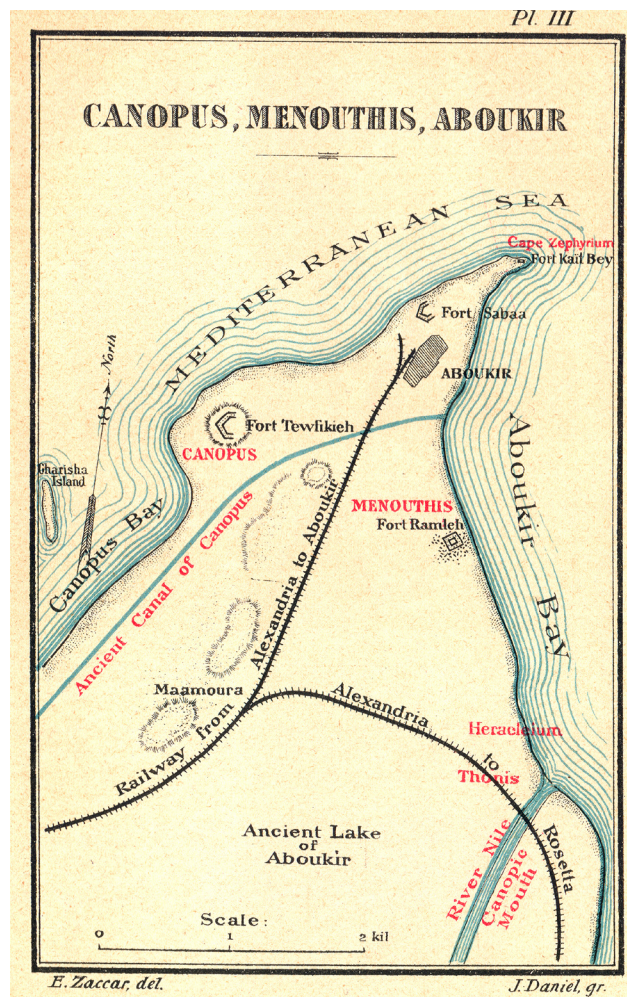 Pl. III
CANOPUS, MENOUTHIS, ABOUKIR
MEDITERRANEAN SEA
Cape Zephyrium
Fort Kaït Bey
Fort Sabaa
ABOUKIR
North
Fort Tewfikieh
CANOPUS
Gharisha
Island
Canopus Bay
Ancient Canal of Canopus
MENOUTHIS
Fort Ramleh
Aboukir Bay
Maamoura
Railway from Alexandria to Aboukir
Alexandria to Rosetta
Heracleium
Thonis
River Nile
Canopic
Mouth
Ancient Lake
of
Aboukir
Scale:
0 1 2 kil
E. Zaccar, del.
J. Daniel, gr.